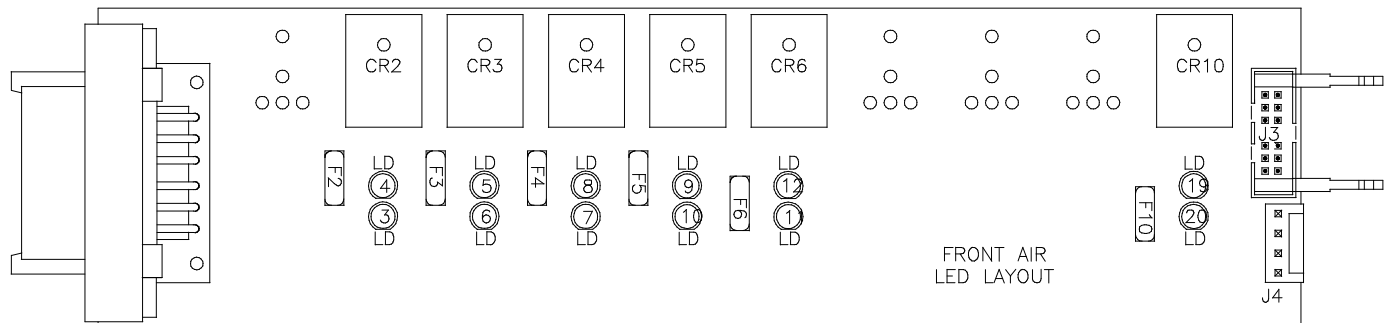 CR2 CR3 CR4 CR5 CR6 CR10
J3
LD LD LD LD LD LD
F2 F3 F4 F5 F6 F10
4 5 8 9 12 19
3 6 7 10 1 20
LD LD LD LD LD LD
FRONT AIR
LED LAYOUT
J4